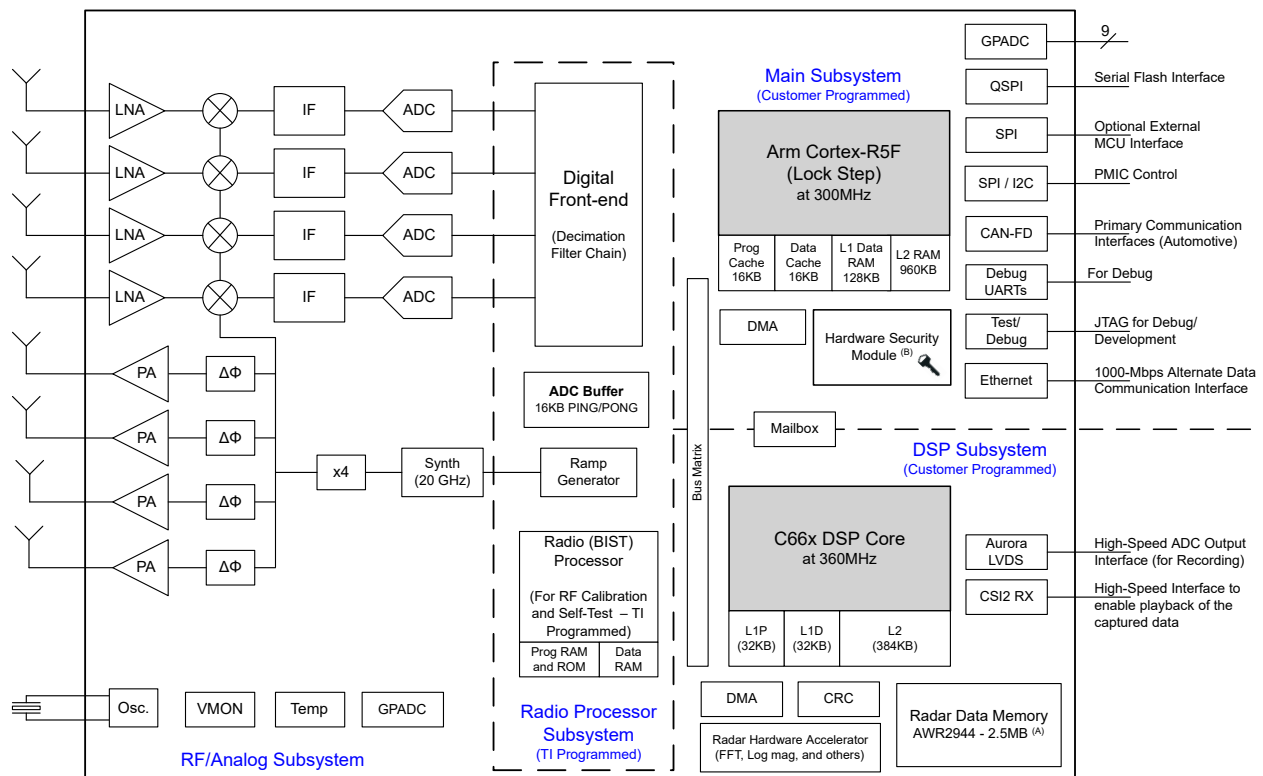 GPADC
9
QSPI
Serial Flash Interface
SPI
Optional External
MCU Interface
SPI / I2C
PMIC Control
CAN-FD
Primary Communication
Interfaces (Automotive)
Debug
UARTs
For Debug
Test/
Debug
JTAG for Debug/
Development
Ethernet
1000-Mbps Alternate Data
Communication Interface
LNA
IF
ADC
LNA
IF
ADC
LNA
IF
ADC
LNA
IF
ADC
PA
ΔΦ
PA
ΔΦ
PA
ΔΦ
PA
ΔΦ
x4
Synth
(20 GHz)
Osc.
VMON
Temp
GPADC
RF/Analog Subsystem
Digital
Front-end
(Decimation
Filter Chain)
ADC Buffer
16KB PING/PONG
Ramp
Generator
Radio (BIST)
Processor
(For RF Calibration
and Self-Test – TI
Programmed)
Prog RAM
and ROM
Data
RAM
Radio Processor
Subsystem
(TI Programmed)
Main Subsystem
(Customer Programmed)
Arm Cortex-R5F
(Lock Step)
at 300MHz
Prog
Cache
16KB
Data
Cache
16KB
L1 Data
RAM
128KB
L2 RAM
960KB
DMA
Hardware Security
Module (B)
Mailbox
Bus Matrix
DSP Subsystem
(Customer Programmed)
C66x DSP Core
at 360MHz
L1P
(32KB)
L1D
(32KB)
L2
(384KB)
Aurora
LVDS
High-Speed ADC Output
Interface (for Recording)
CSI2 RX
High-Speed Interface to
enable playback of the
captured data
DMA
CRC
Radar Hardware Accelerator
(FFT, Log mag, and others)
Radar Data Memory
AWR2944 - 2.5MB (A)